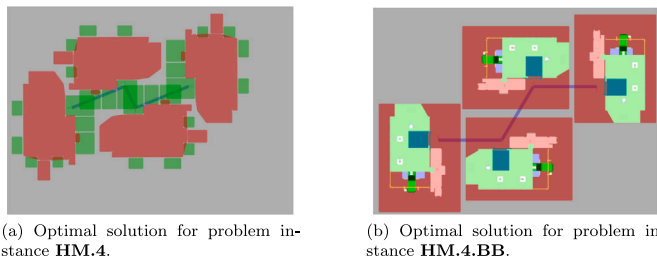 (a) Optimal solution for problem in-
stance HM.4.
(b) Optimal solution for problem in-
stance HM.4.BB.